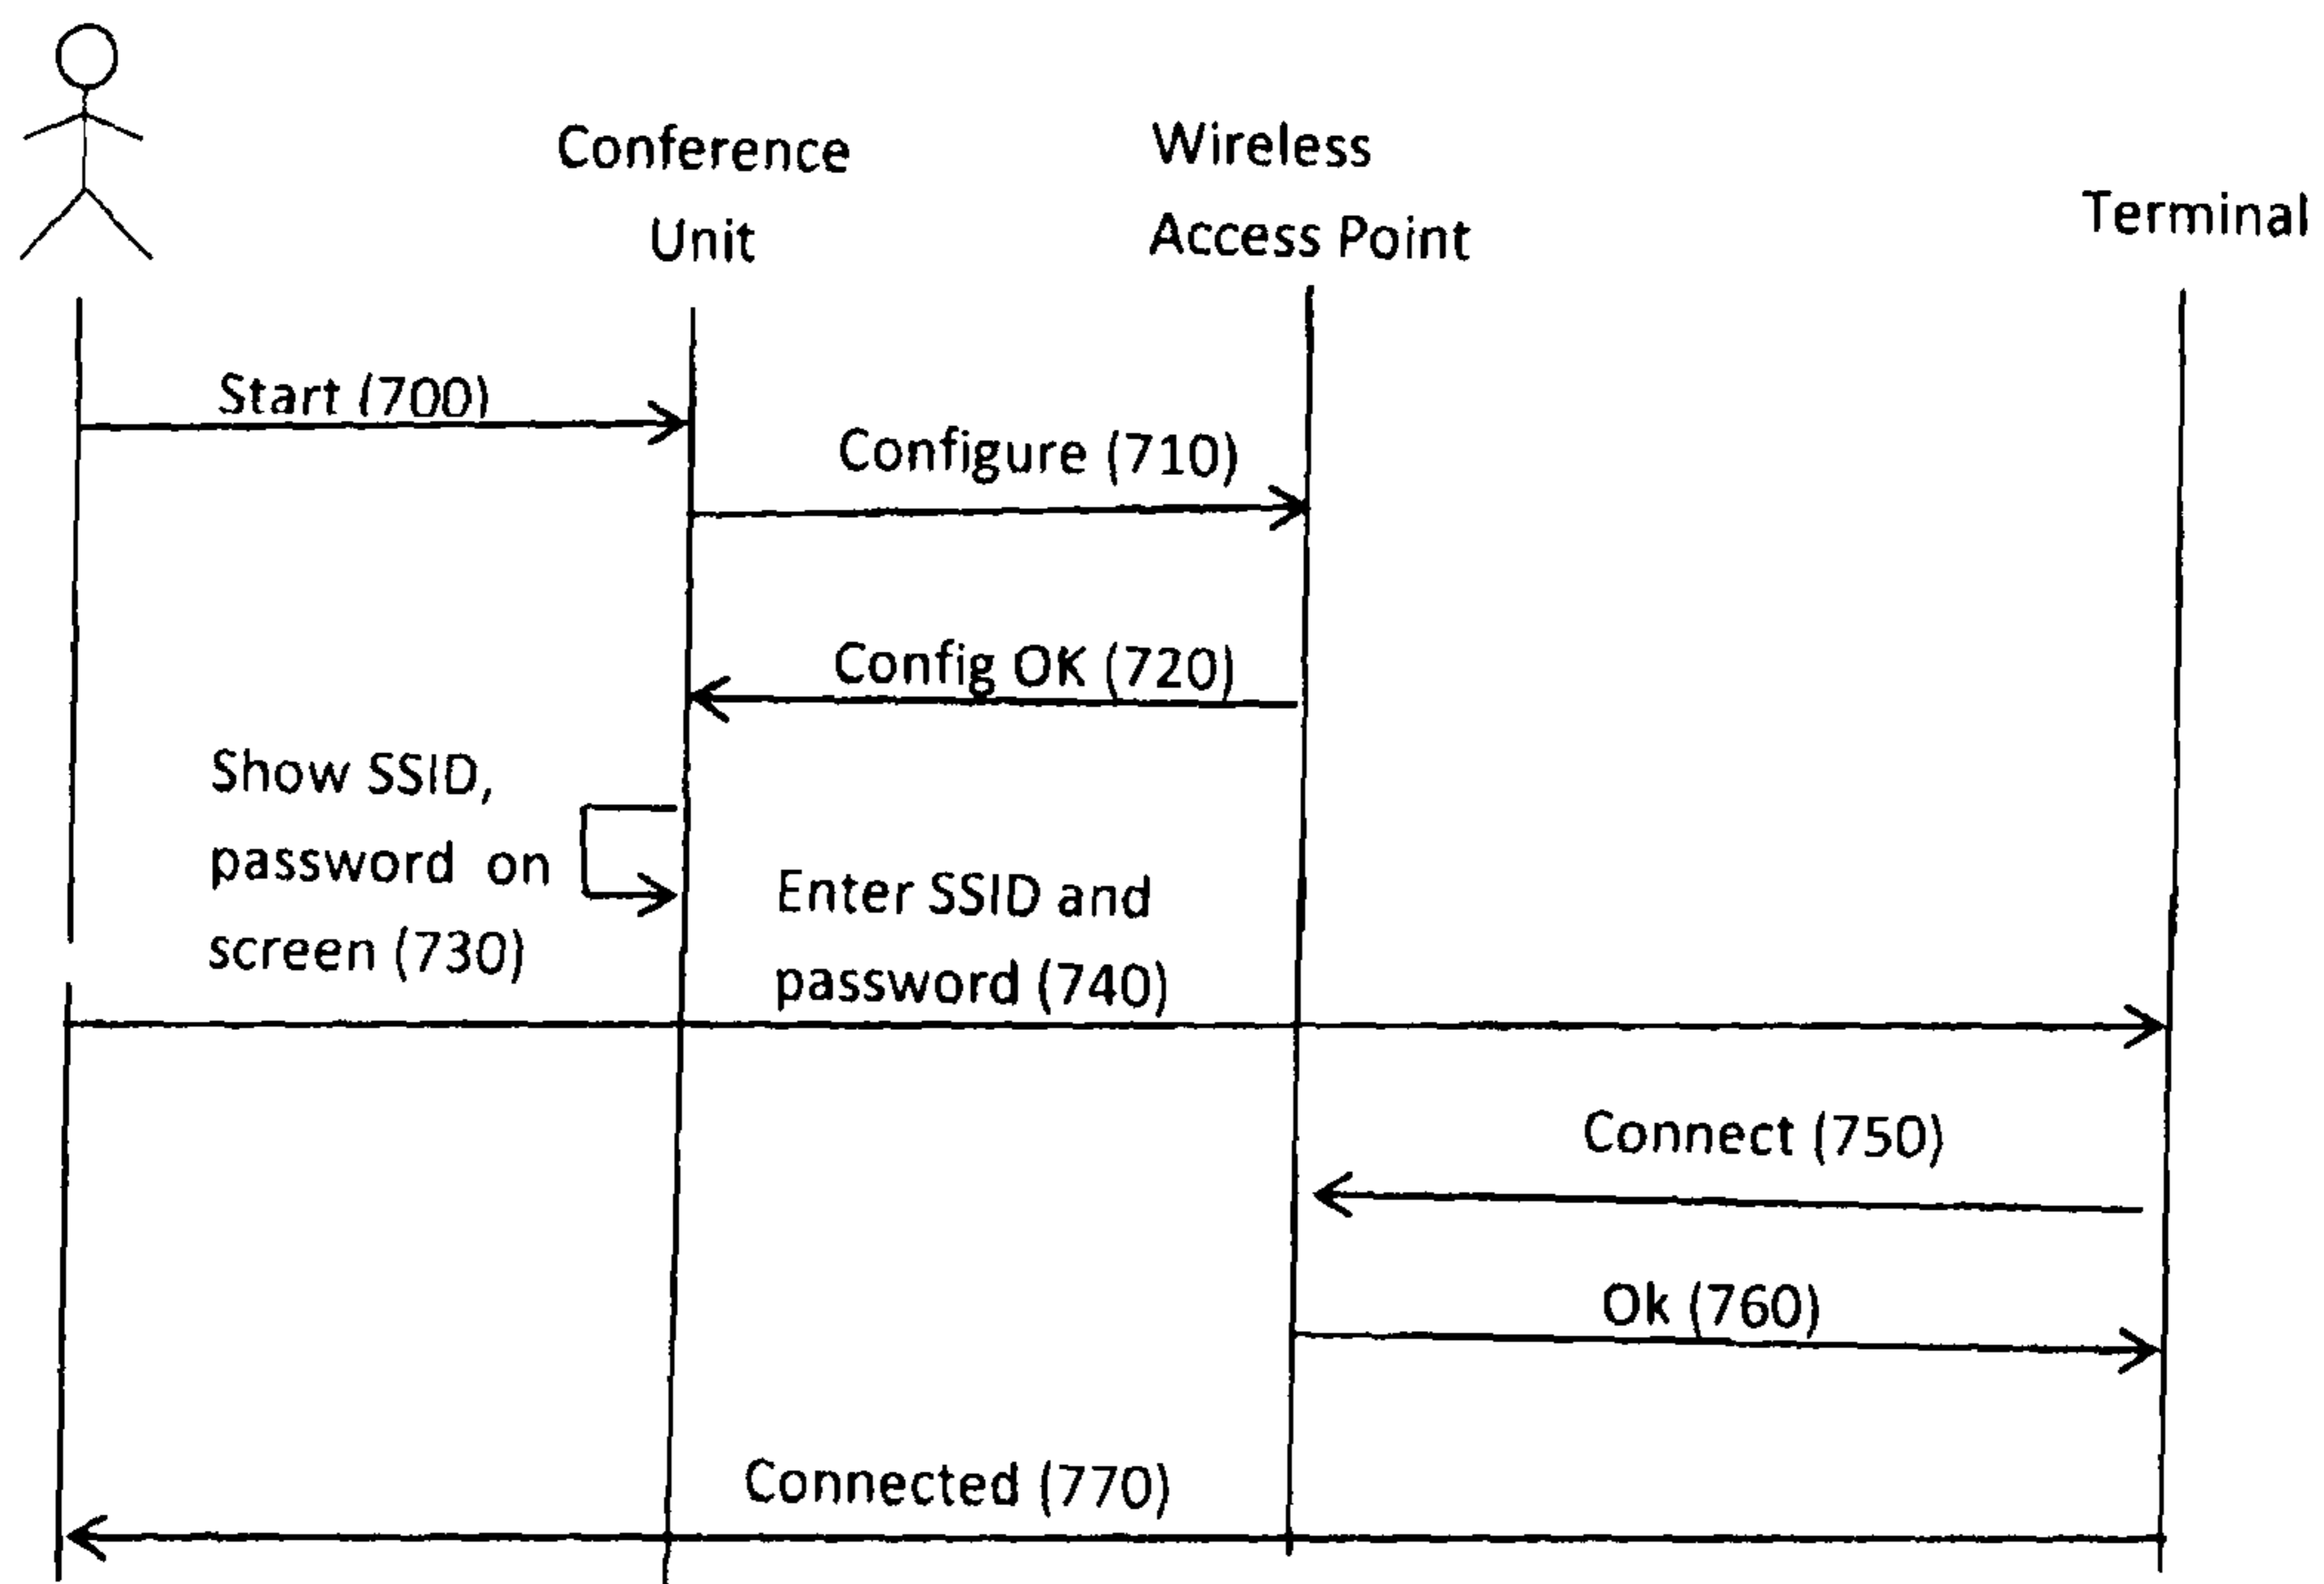 Conference
Unit
Wireless
Access Point
Terminal
Start (700)
Configure (710)
Config OK (720)
Show SSID,
password on
screen (730)
Enter SSID and
password (740)
Connect (750)
Ok (760)
Connected (770)